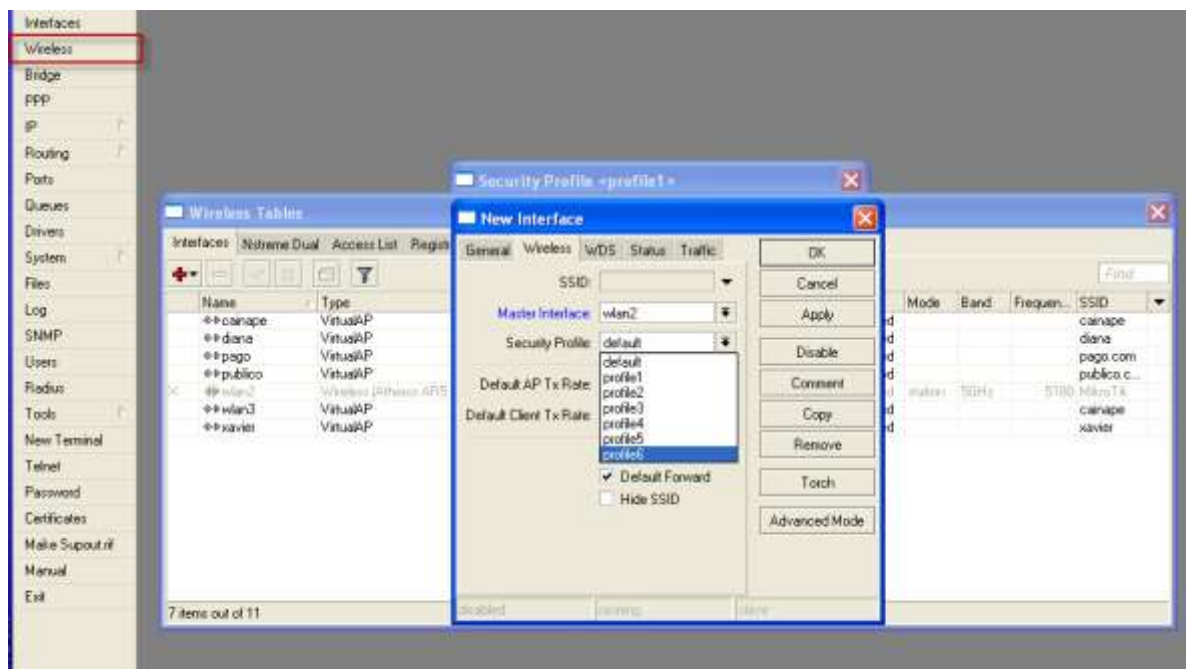 Interfaces
Wireless
Bridge
PPP
IP
Routing
Ports
Queues
Drivers
System
Files
Log
SNMP
Users
Radius
Tools
New Terminal
Telnet
Password
Certificates
Make Supout.rif
Manual
Exit
Security Profile <profile1>
Wireless Tables
Interfaces Nstreme Dual Access List Regist
Find
Name Type Mode Band Frequen... SSID
cainape VirtualAP d cainape
diana VirtualAP d diana
pago VirtualAP d pago.com
publico VirtualAP d publico.c...
X wlan2 Wireless (Atheros AR5 d station 5GHz 5180 MikroTik
wlan3 VirtualAP d cainape
xavier VirtualAP d xavier
7 items out of 11
New Interface
General Wireless WDS Status Traffic
SSID:
Master Interface: wlan2
Security Profile: default
default
profile1
Default AP Tx Rate:
profile2
profile3
Default Client Tx Rate:
profile4
profile5
profile6
Default Forward
Hide SSID
OK
Cancel
Apply
Disable
Comment
Copy
Remove
Torch
Advanced Mode
disabled running slave